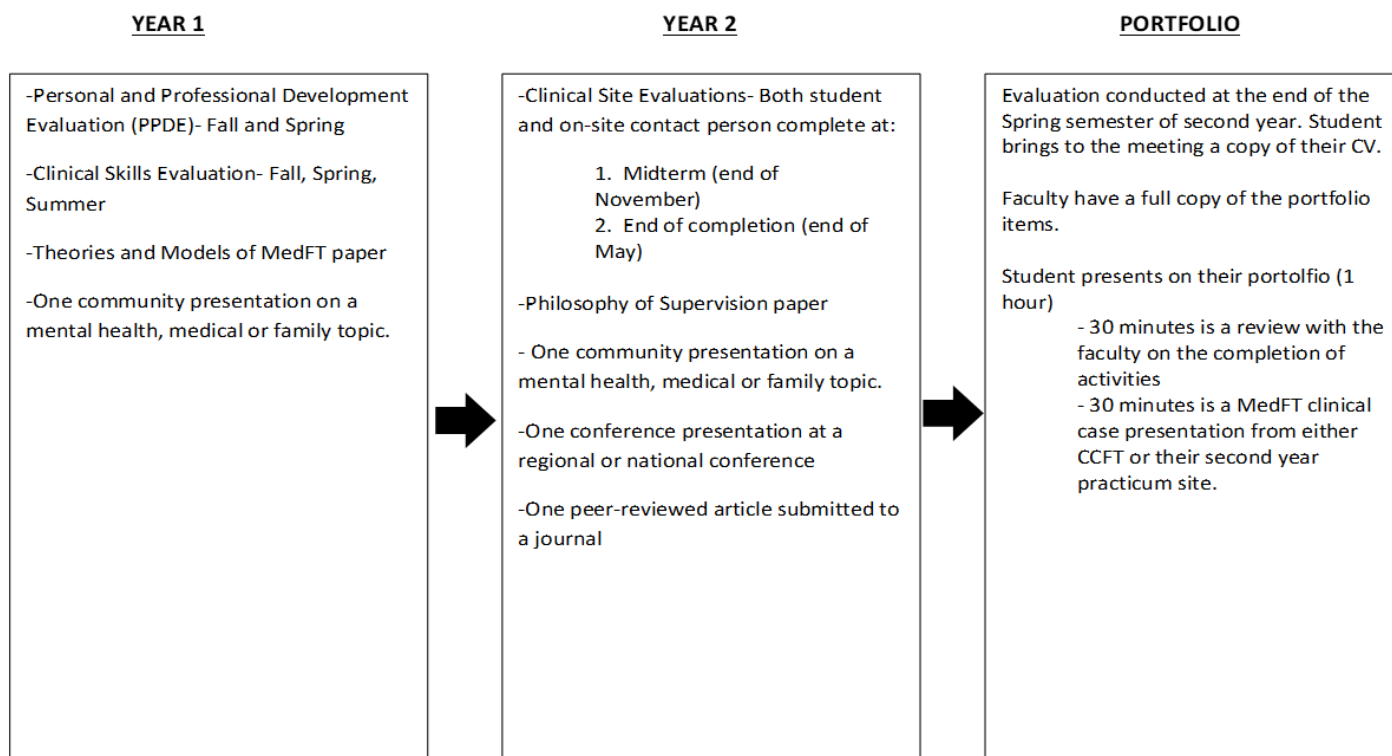 YEAR 1
-Personal and Professional Development
Evaluation (PPDE)- Fall and Spring
-Clinical Skills Evaluation- Fall, Spring,
Summer
-Theories and Models of MedFT paper
-One community presentation on a
mental health, medical or family topic.
YEAR 2
-Clinical Site Evaluations- Both student
and on-site contact person complete at:
1. Midterm (end of
November)
2. End of completion (end of
May)
-Philosophy of Supervision paper
- One community presentation on a
mental health, medical or family topic.
-One conference presentation at a
regional or national conference
-One peer-reviewed article submitted to
a journal
PORTFOLIO
Evaluation conducted at the end of the
Spring semester of second year. Student
brings to the meeting a copy of their CV.
Faculty have a full copy of the portfolio
items.
Student presents on their portolfio (1
hour)
- 30 minutes is a review with the
faculty on the completion of
activities
- 30 minutes is a MedFT clinical
case presentation from either
CCFT or their second year
practicum site.